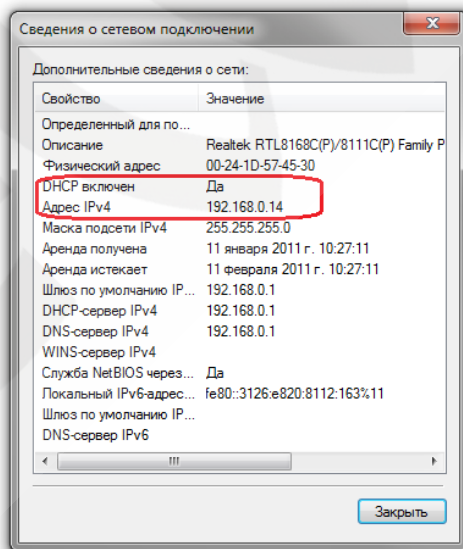 Сведения о сетевом подключении
Дополнительные сведения о сети:
Свойство Значение
Определенный для по...
Описание Realtek RTL8168C(P)/8111C(P) Family P
Физический адрес 00-24-1D-57-45-30
DHCP включен Да
Адрес IPv4 192.168.0.14
Маска подсети IPv4 255.255.255.0
Аренда получена 11 января 2011 г. 10:27:11
Аренда истекает 11 февраля 2011 г. 10:27:11
Шлюз по умолчанию IP... 192.168.0.1
DHCP-сервер IPv4 192.168.0.1
DNS-сервер IPv4 192.168.0.1
WINS-сервер IPv4
Служба NetBIOS через... Да
Локальный IPv6-адрес... fe80::3126:e820:8112:163%11
Шлюз по умолчанию IP...
DNS-сервер IPv6
Закрыть